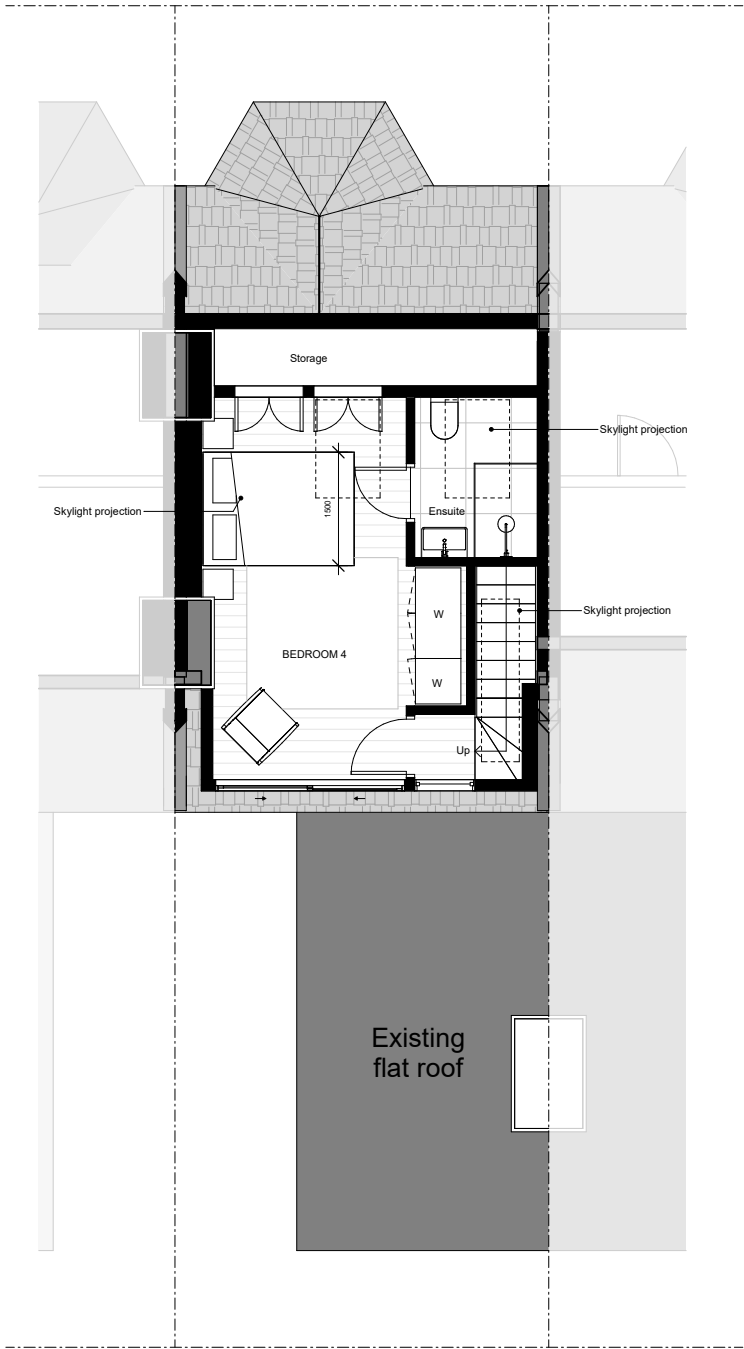 Storage
Skylight projection
Skylight projection
1500
Ensuite
Skylight projection
W
BEDROOM 4
W
Up
Existing
flat roof